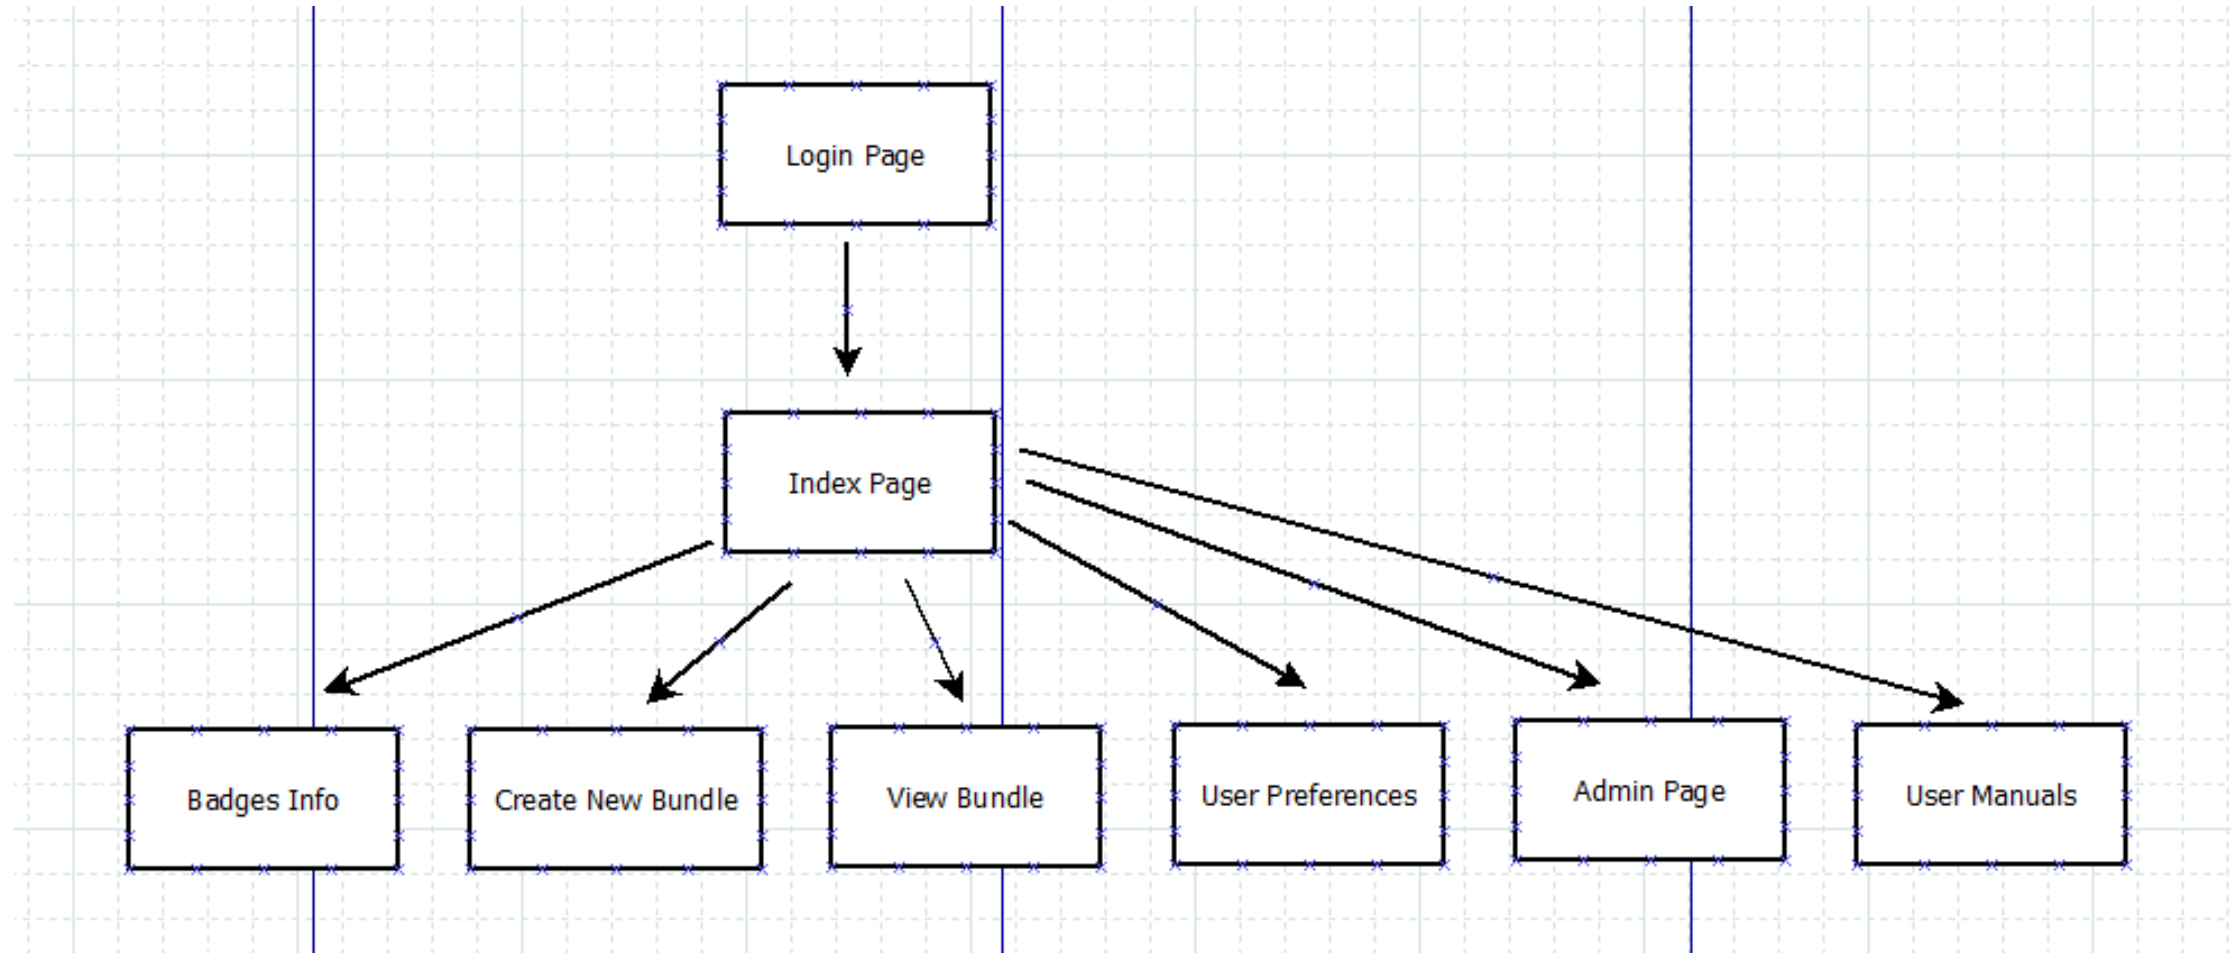 Login Page
Index Page
Badges Info
Create New Bundle
View Bundle
User Preferences
Admin Page
User Manuals